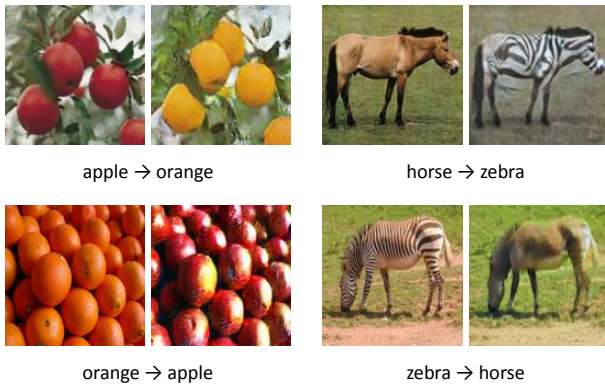 apple → orange
horse → zebra
orange → apple
zebra → horse